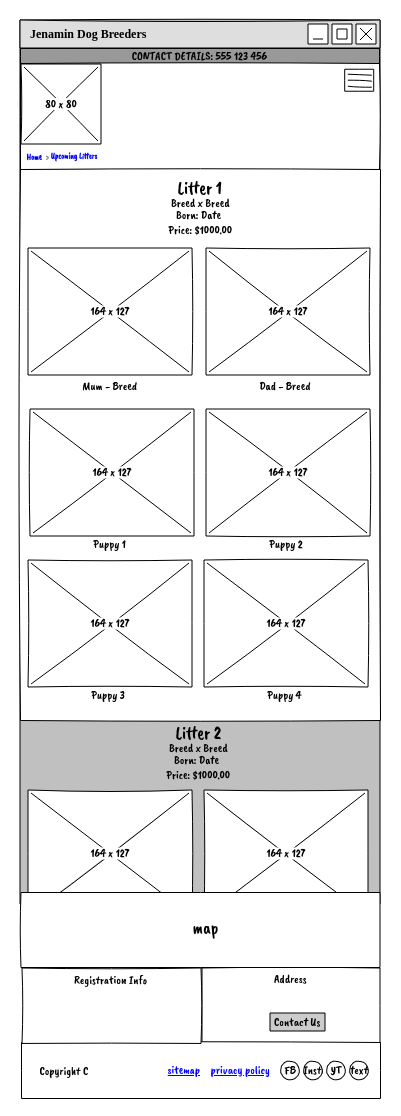 Jenamin Dog Breeders
CONTACT DETAILS: 555 123 456
80 x 80
Home > Upcoming Litters
Litter 1
Breed x Breed
Born: Date
Price: $1000.00
164 x 127
164 x 127
Mum - Breed
Dad - Breed
164 x 127
164 x 127
Puppy 1
Puppy 2
164 x 127
164 x 127
Puppy 3
Puppy 4
Litter 2
Breed x Breed
Born: Date
Price: $1000.00
164 x 127
164 x 127
map
Registration Info
Address
Contact Us
Copyright C
sitemap
privacy policy
FB
Inst
YT
text